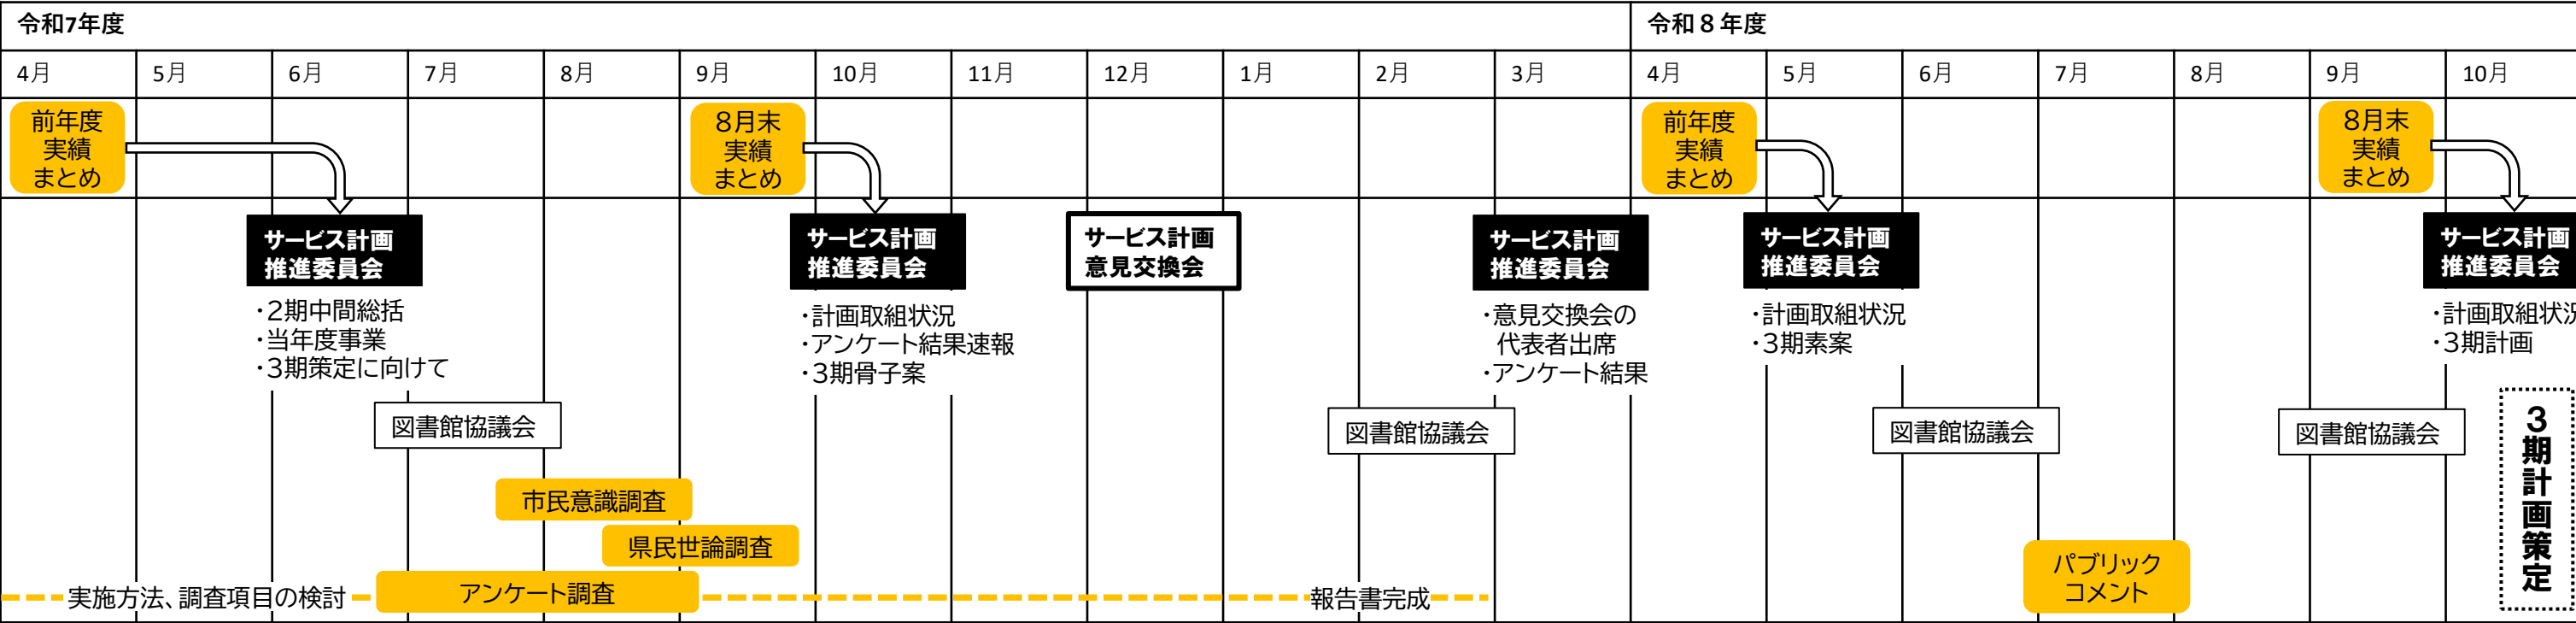 令和7年度
令和８年度
4月
5月
6月
7月
8月
9月
10月
11月
12月
1月
2月
3月
4月
5月
6月
7月
8月
9月
10月
前年度
実績
まとめ
８月末
実績
まとめ
前年度
実績
まとめ
８月末
実績
まとめ
サービス計画
推進委員会
・２期中間総括
・当年度事業
・３期策定に向けて
サービス計画
推進委員会
・計画取組状況
・アンケート結果速報
・３期骨子案
サービス計画
意見交換会
サービス計画
推進委員会
・意見交換会の
代表者出席
・アンケート結果
サービス計画
推進委員会
・計画取組状況
・３期素案
サービス計画
推進委員会
・計画取組状況
・３期計画
図書館協議会
図書館協議会
図書館協議会
図書館協議会
３期計画策定
市民意識調査
県民世論調査
実施方法、調査項目の検討
アンケート調査
報告書完成
パブリック
コメント